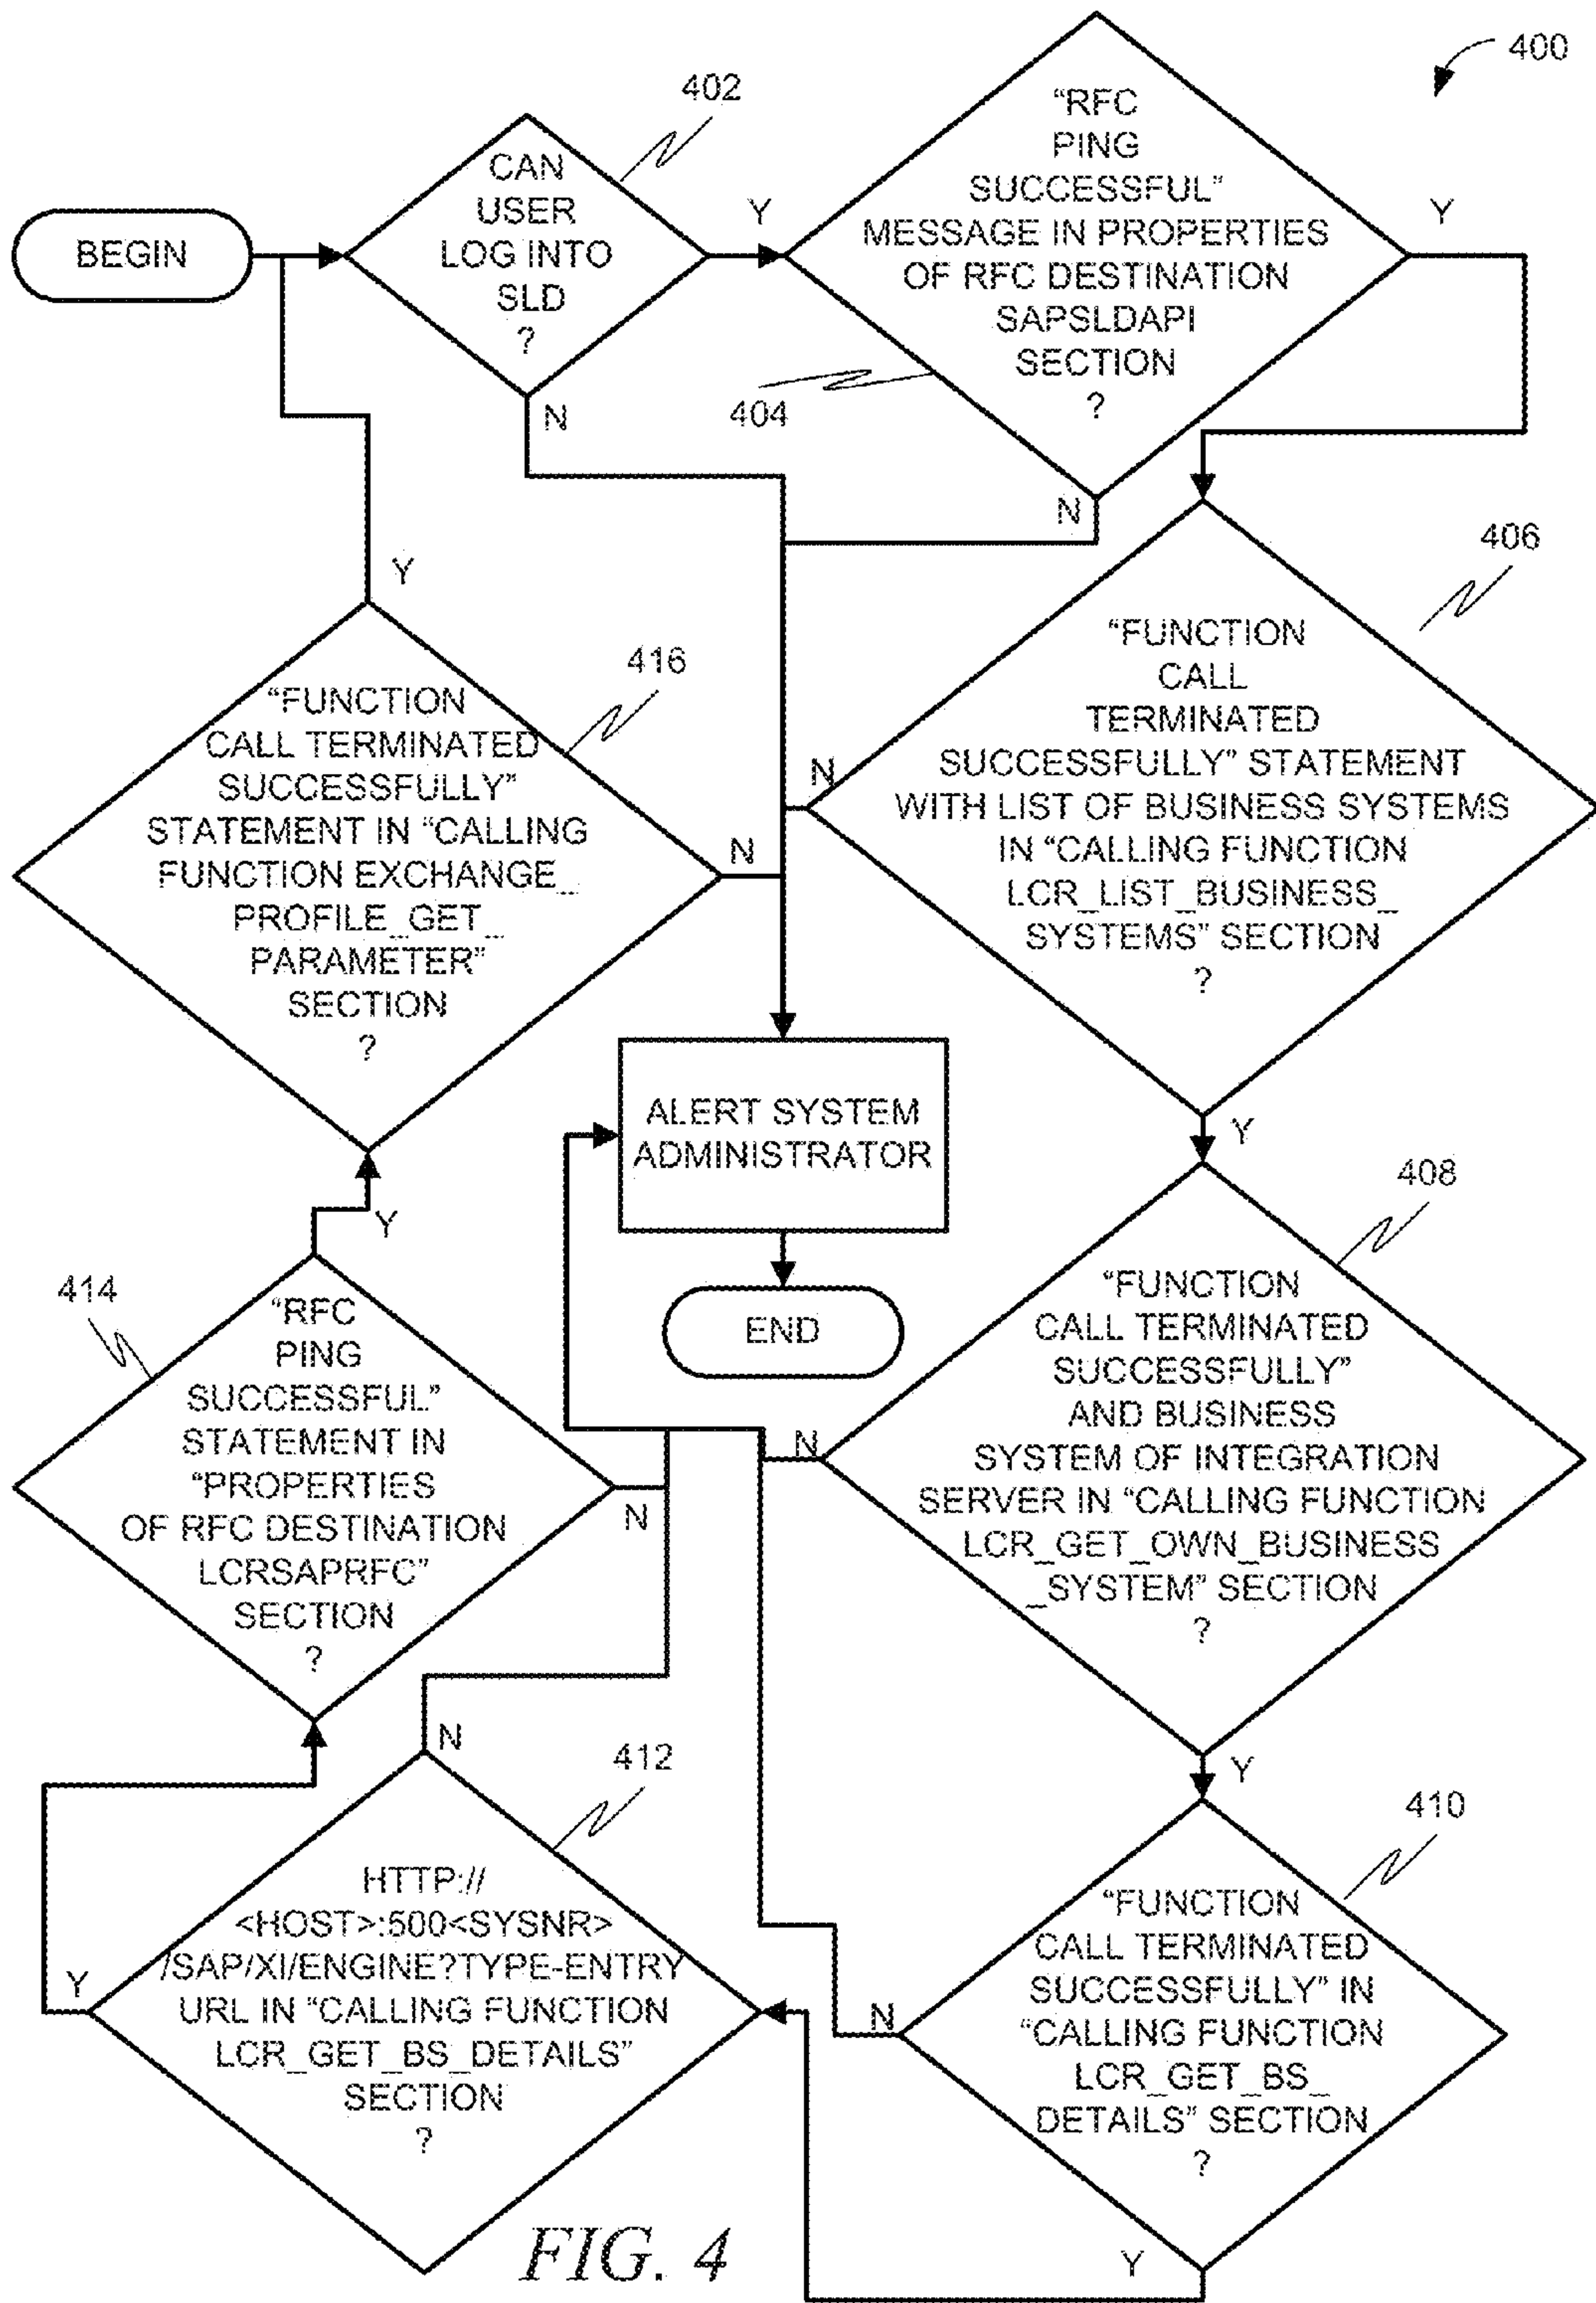 400
BEGIN
402
CAN
USER
LOG INTO
SLD
?
Y
N
"RFC
PING
SUCCESSFUL"
MESSAGE IN PROPERTIES
OF RFC DESTINATION
SAPSLDAPI
SECTION
?
404
Y
N
406
"FUNCTION
CALL
TERMINATED
SUCCESSFULLY" STATEMENT
WITH LIST OF BUSINESS SYSTEMS
IN "CALLING FUNCTION
LCR_LIST_BUSINESS_
SYSTEMS" SECTION
?
N
Y
Y
416
"FUNCTION
CALL TERMINATED
SUCCESSFULLY"
STATEMENT IN "CALLING
FUNCTION EXCHANGE_
PROFILE_GET_
PARAMETER"
SECTION
?
N
Y
ALERT SYSTEM
ADMINISTRATOR
END
408
"FUNCTION
CALL TERMINATED
SUCCESSFULLY"
AND BUSINESS
SYSTEM OF INTEGRATION
SERVER IN "CALLING FUNCTION
LCR_GET_OWN_BUSINESS
_SYSTEM" SECTION
?
N
Y
414
"RFC
PING
SUCCESSFUL"
STATEMENT IN
"PROPERTIES
OF RFC DESTINATION
LCRSAPRFC"
SECTION
?
N
N
412
HTTP://
<HOST>:500<SYSNR>
/SAP/XI/ENGINE?TYPE-ENTRY
URL IN "CALLING FUNCTION
LCR_GET_BS_DETAILS"
SECTION
?
Y
410
"FUNCTION
CALL TERMINATED
SUCCESSFULLY" IN
"CALLING FUNCTION
LCR_GET_BS_
DETAILS" SECTION
?
N
Y
FIG. 4